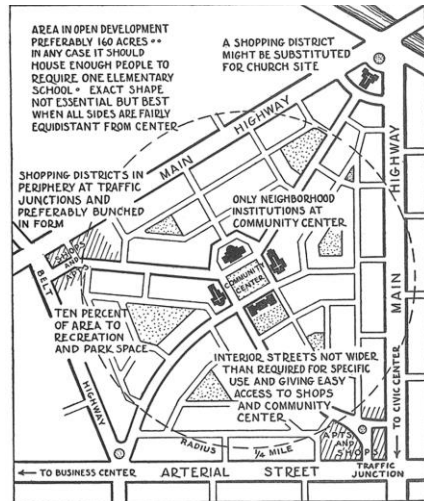 AREA IN OPEN DEVELOPMENT
PREFERABLY 160 ACRES••
IN ANY CASE IT SHOULD
HOUSE ENOUGH PEOPLE TO
REQUIRE ONE ELEMENTARY
SCHOOL• EXACT SHAPE
NOT ESSENTIAL BUT BEST
WHEN ALL SIDES ARE FAIRLY
EQUIDISTANT FROM CENTER
A SHOPPING DISTRICT
MIGHT BE SUBSTITUTED
FOR CHURCH SITE
MAIN HIGHWAY
HIGHWAY
MAIN
SHOPPING DISTRICTS IN
PERIPHERY AT TRAFFIC
JUNCTIONS AND
PREFERABLY BUNCHED
IN FORM
ONLY NEIGHBORHOOD
INSTITUTIONS AT
COMMUNITY CENTER
SHOPS
AND
APTS
BELT
HIGHWAY
COMMUNITY
CENTER
TEN PERCENT
OF AREA TO
RECREATION
AND PARK SPACE
INTERIOR STREETS NOT WIDER
THAN REQUIRED FOR SPECIFIC
USE AND GIVING EASY
ACCESS TO SHOPS
AND COMMUNITY
CENTER
TO CIVIC CENTER
RADIUS 1/4 MILE
APTS
AND
SHOPS
← TO BUSINESS CENTER
ARTERIAL STREET
TRAFFIC
JUNCTION